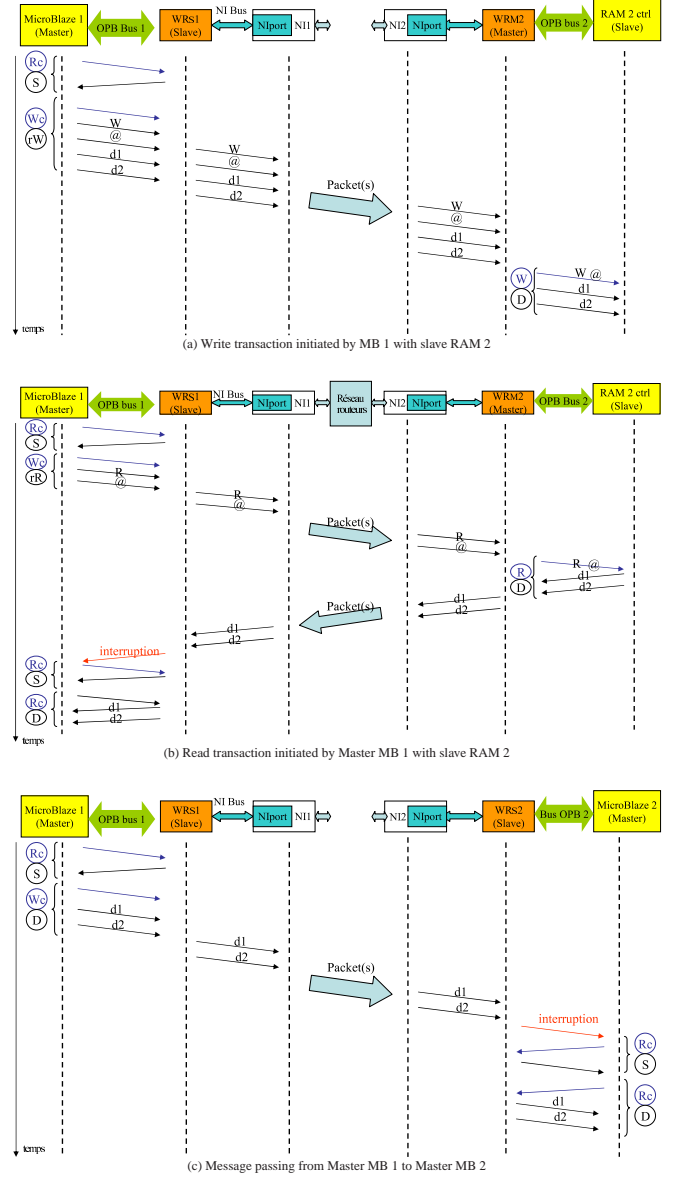 MicroBlaze 1
(Master)
OPB Bus 1
WRS1
(Slave)
NI Bus
NIport
NI1
NI2
NIport
WRM2
(Master)
OPB bus 2
RAM 2 ctrl
(Slave)
Rc
S
Wc
rW
W
@
d1
d2
W
@
d1
d2
Packet(s)
W
@
d1
d2
W
D
W @
d1
d2
temps
(a) Write transaction initiated by MB 1 with slave RAM 2
MicroBlaze 1
(Master)
OPB bus 1
WRS1
(Slave)
NI Bus
NIport
NI1
Réseau
routeurs
NI2
NIport
WRM2
(Master)
OPB Bus 2
RAM 2 ctrl
(Slave)
Rc
S
Wc
rR
R
@
R
@
Packet(s)
R
@
R
D
R @
d1
d2
d1
d2
Packet(s)
d1
d2
interruption
Rc
S
Rc
D
d1
d2
temps
(b) Read transaction initiated by Master MB 1 with slave RAM 2
MicroBlaze 1
(Master)
OPB bus 1
WRS1
(Slave)
NI Bus
NIport
NI1
NI2
NIport
WRS2
(Slave)
Bus OPB 2
MicroBlaze 2
(Master)
Rc
S
Wc
D
d1
d2
d1
d2
Packet(s)
d1
d2
interruption
Rc
S
Rc
D
d1
d2
temps
(c) Message passing from Master MB 1 to Master MB 2